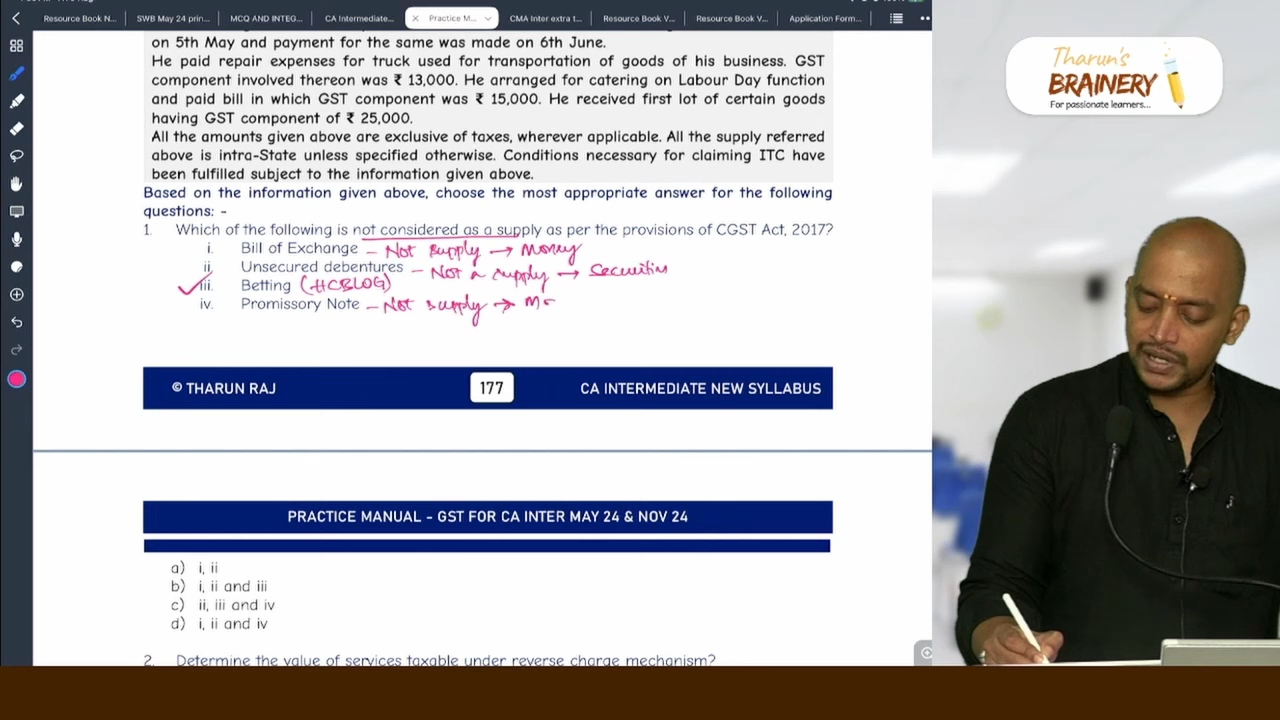 Resource Book N... SWB May 24 prin... MCQ AND INTEG... CA Intermediate... Practice M... CMA Inter extra t... Resource Book V... Resource Book V... Application Form...
on 5th May and payment for the same was made on 6th June.
He paid repair expenses for truck used for transportation of goods of his business. GST
component involved thereon was ₹ 13,000. He arranged for catering on Labour Day function
and paid bill in which GST component was ₹ 15,000. He received first lot of certain goods
having GST component of ₹ 25,000.
All the amounts given above are exclusive of taxes, wherever applicable. All the supply referred
above is intra-State unless specified otherwise. Conditions necessary for claiming ITC have
been fulfilled subject to the information given above.
Based on the information given above, choose the most appropriate answer for the following
questions: -
1. Which of the following is not considered as a supply as per the provisions of CGST Act, 2017?
i. Bill of Exchange – Not supply → Money
ii. Unsecured debentures – Not a supply → Securities
iii. Betting (HCBLOG)
iv. Promissory Note – Not supply → Mo
© THARUN RAJ 177 CA INTERMEDIATE NEW SYLLABUS
PRACTICE MANUAL - GST FOR CA INTER MAY 24 & NOV 24
a) i, ii
b) i, ii and iii
c) ii, iii and iv
d) i, ii and iv
2. Determine the value of services taxable under reverse charge mechanism?
Tharun's
BRAINERY
For passionate learners...